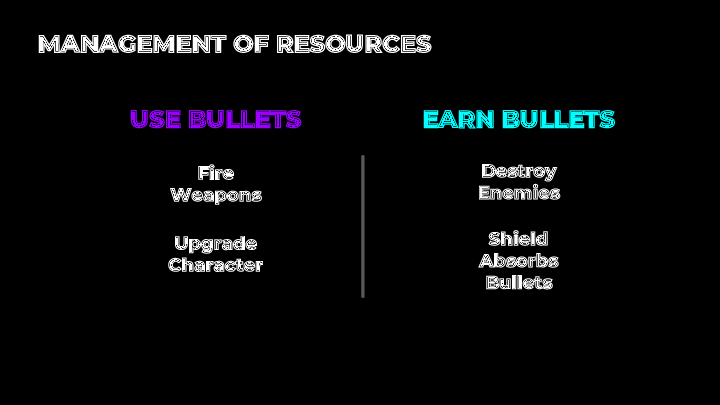 MANAGEMENT OF RESOURCES
USE BULLETS
Fire
Weapons
Upgrade
Character
EARN BULLETS
Destroy
Enemies
Shield
Absorbs
Bullets